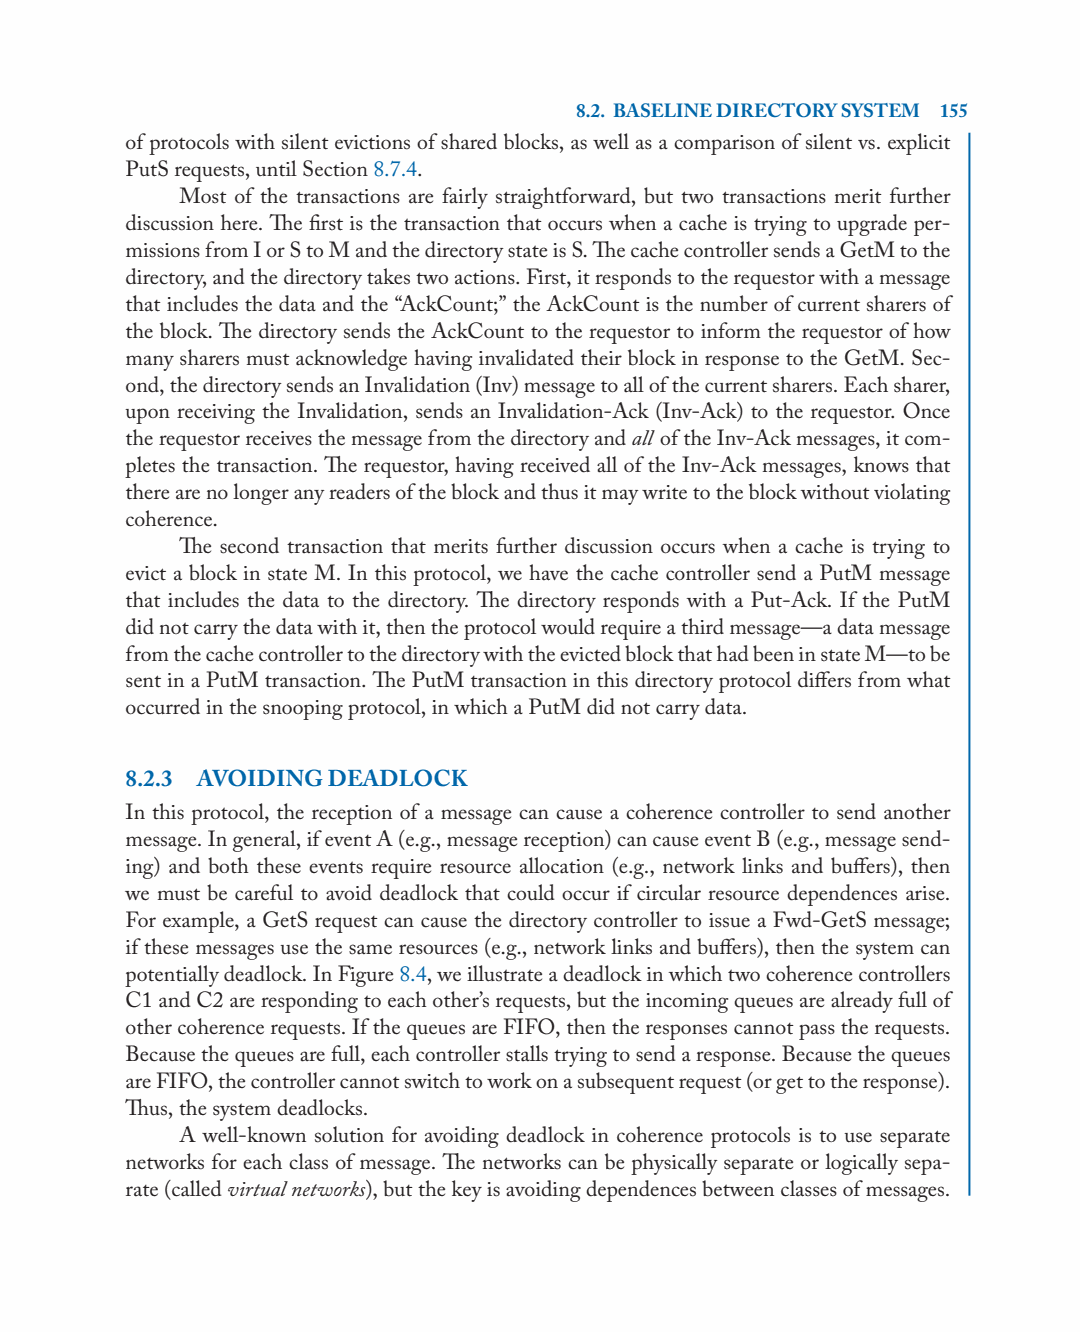 8.2. BASELINE DIRECTORY SYSTEM 155
of protocols with silent evictions of shared blocks, as well as a comparison of silent vs. explicit
PutS requests, until Section 8.7.4.
Most of the transactions are fairly straightforward, but two transactions merit further
discussion here. The first is the transaction that occurs when a cache is trying to upgrade per-
missions from I or S to M and the directory state is S. The cache controller sends a GetM to the
directory, and the directory takes two actions. First, it responds to the requestor with a message
that includes the data and the “AckCount;” the AckCount is the number of current sharers of
the block. The directory sends the AckCount to the requestor to inform the requestor of how
many sharers must acknowledge having invalidated their block in response to the GetM. Sec-
ond, the directory sends an Invalidation (Inv) message to all of the current sharers. Each sharer,
upon receiving the Invalidation, sends an Invalidation-Ack (Inv-Ack) to the requestor. Once
the requestor receives the message from the directory and all of the Inv-Ack messages, it com-
pletes the transaction. The requestor, having received all of the Inv-Ack messages, knows that
there are no longer any readers of the block and thus it may write to the block without violating
coherence.
The second transaction that merits further discussion occurs when a cache is trying to
evict a block in state M. In this protocol, we have the cache controller send a PutM message
that includes the data to the directory. The directory responds with a Put-Ack. If the PutM
did not carry the data with it, then the protocol would require a third message—a data message
from the cache controller to the directory with the evicted block that had been in state M—to be
sent in a PutM transaction. The PutM transaction in this directory protocol differs from what
occurred in the snooping protocol, in which a PutM did not carry data.
8.2.3 AVOIDING DEADLOCK
In this protocol, the reception of a message can cause a coherence controller to send another
message. In general, if event A (e.g., message reception) can cause event B (e.g., message send-
ing) and both these events require resource allocation (e.g., network links and buffers), then
we must be careful to avoid deadlock that could occur if circular resource dependences arise.
For example, a GetS request can cause the directory controller to issue a Fwd-GetS message;
if these messages use the same resources (e.g., network links and buffers), then the system can
potentially deadlock. In Figure 8.4, we illustrate a deadlock in which two coherence controllers
C1 and C2 are responding to each other’s requests, but the incoming queues are already full of
other coherence requests. If the queues are FIFO, then the responses cannot pass the requests.
Because the queues are full, each controller stalls trying to send a response. Because the queues
are FIFO, the controller cannot switch to work on a subsequent request (or get to the response).
Thus, the system deadlocks.
A well-known solution for avoiding deadlock in coherence protocols is to use separate
networks for each class of message. The networks can be physically separate or logically sepa-
rate (called virtual networks), but the key is avoiding dependences between classes of messages.